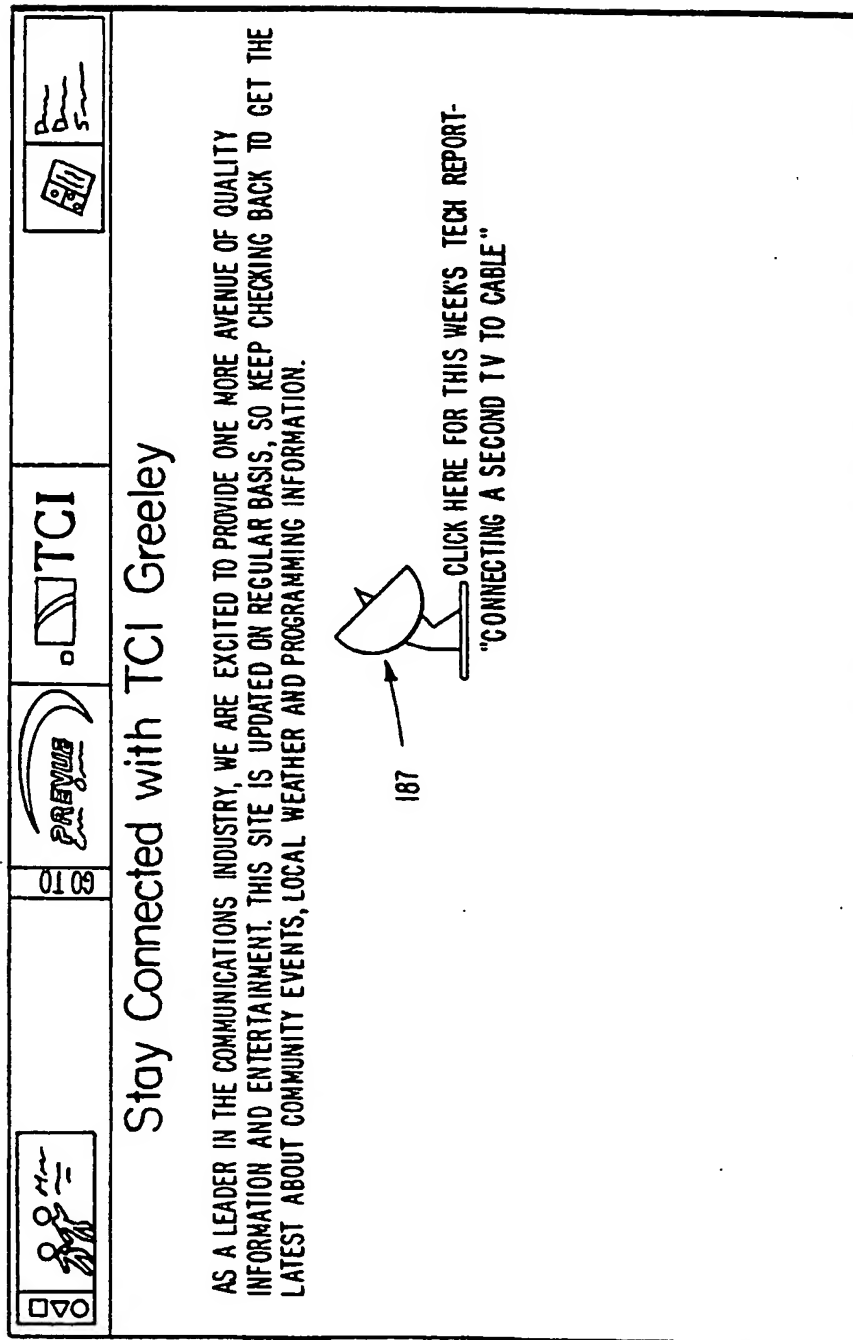 PREVUE
TCI
Stay Connected with TCI Greeley
AS A LEADER IN THE COMMUNICATIONS INDUSTRY, WE ARE EXCITED TO PROVIDE ONE MORE AVENUE OF QUALITY
INFORMATION AND ENTERTAINMENT. THIS SITE IS UPDATED ON REGULAR BASIS, SO KEEP CHECKING BACK TO GET THE
LATEST ABOUT COMMUNITY EVENTS, LOCAL WEATHER AND PROGRAMMING INFORMATION.
187
CLICK HERE FOR THIS WEEKS TECH REPORT-
"CONNECTING A SECOND TV TO CABLE"